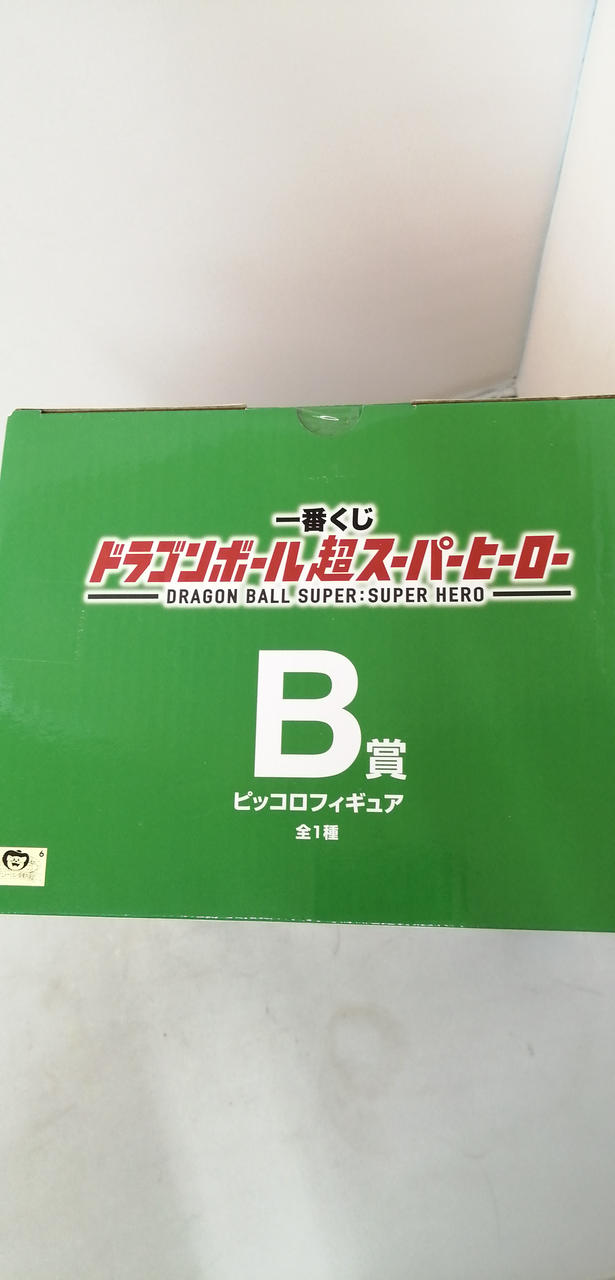 一番くじ
ドラゴンボール超スーパーヒーロー
DRAGON BALL SUPER:SUPER HERO
B賞
ピッコロフィギュア
全1種
6